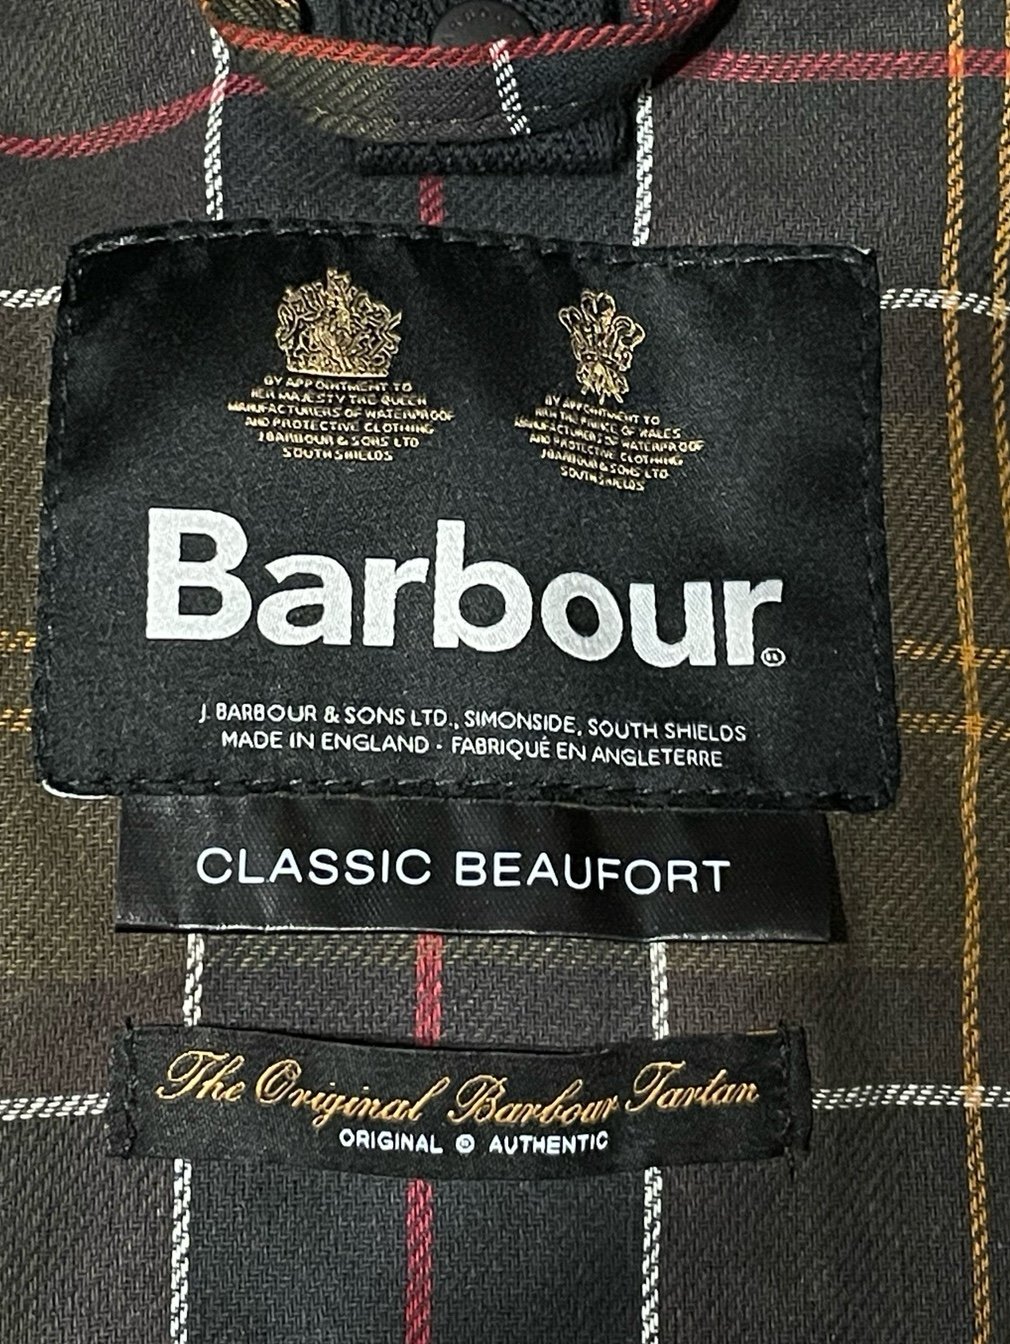 BY APPOINTMENT TO
HER MAJESTY THE QUEEN
MANUFACTURERS OF WATERPROOF
AND PROTECTIVE CLOTHING
J BARBOUR & SONS LTD
SOUTH SHIELDS
BY APPOINTMENT TO
PRINCE OF WALES
MANUFACTURERS OF WATERPROOF
AND PROTECTIVE CLOTHING
J BARBOUR & SONS LTD
SOUTH SHIELDS
Barbour®
J. BARBOUR & SONS LTD., SIMONSIDE, SOUTH SHIELDS
MADE IN ENGLAND - FABRIQUÉ EN ANGLETERRE
CLASSIC BEAUFORT
The Original Barbour Tartan
ORIGINAL AUTHENTIC